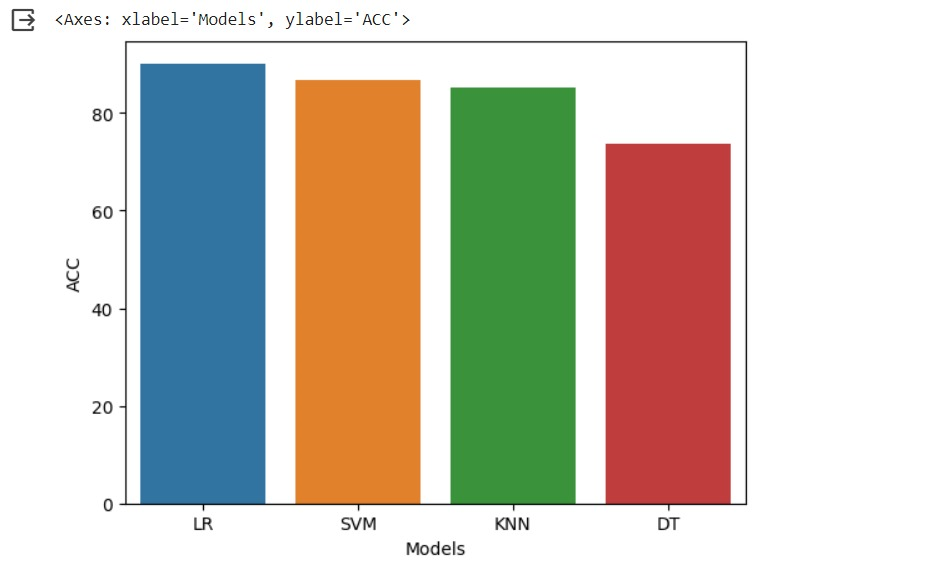 <Axes: xlabel='Models', ylabel='ACC'>
80
60
40
20
0
ACC
LR SVM KNN DT
Models